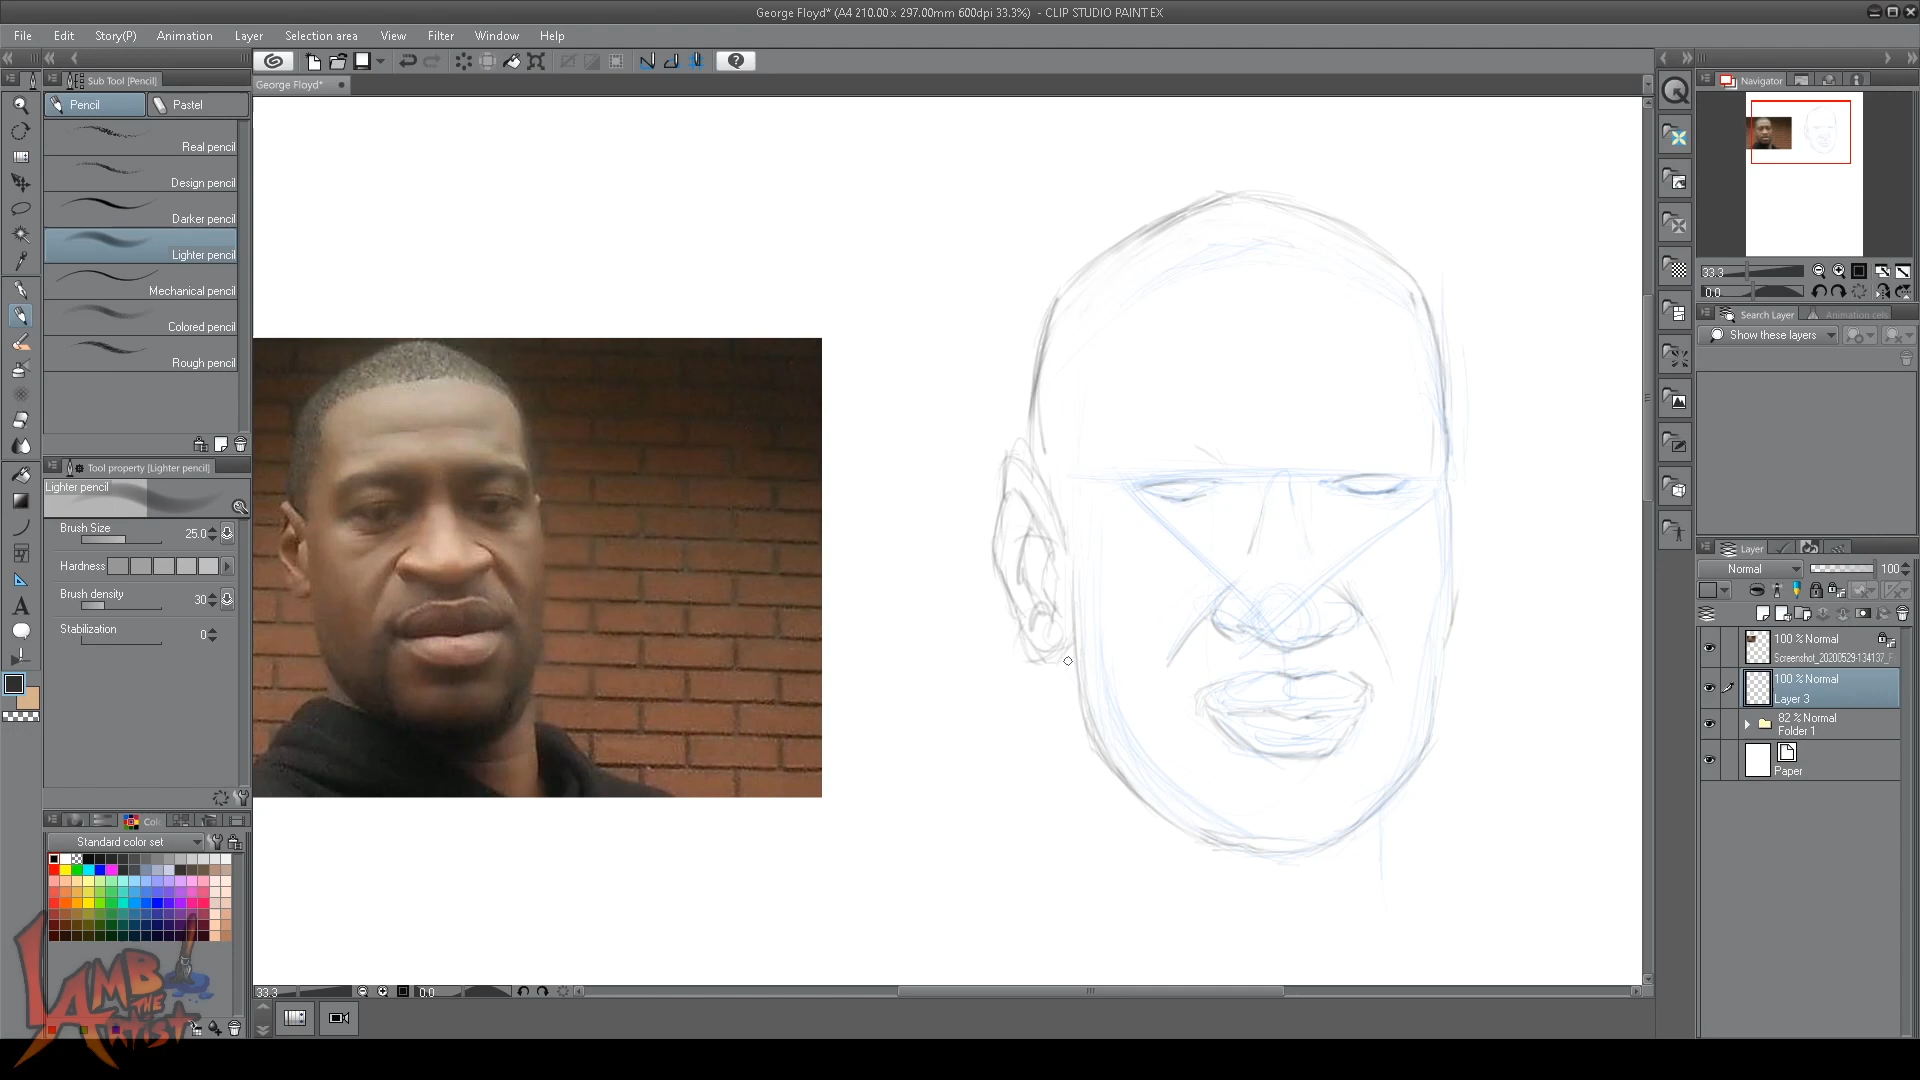 George Floyd* (A4 210.00 x 297.00mm 600dpi 33.3%) - CLIP STUDIO PAINT EX
File Edit Story(P) Animation Layer Selection area View Filter Window Help
Sub Tool [Pencil]
Pencil Pastel
Real pencil
Design pencil
Darker pencil
Lighter pencil
Mechanical pencil
Colored pencil
Rough pencil
Tool property [Lighter pencil]
Lighter pencil
Brush Size 25.0
Hardness
Brush density 30
Stabilization 0
Standard color set
LAMB
THE
ARTIST
George Floyd*
33.3 0.0
Navigator
33.3
0.0
Search Layer Animation cels
Show these layers
Layer
Normal 100
100 % Normal
Screenshot_20200529-134137_F
100 % Normal
Layer 3
82 % Normal
Folder 1
Paper